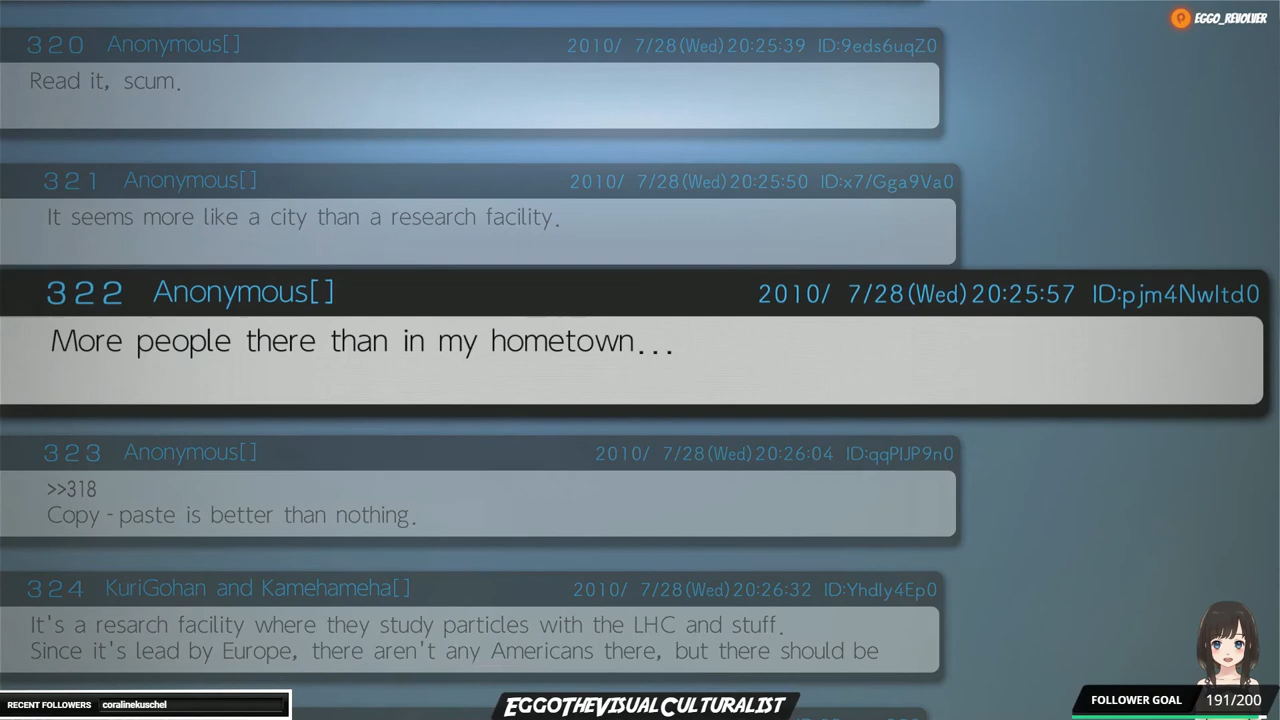 EGGO_REVOLVER
320 Anonymous[] 2010/ 7/28(Wed)20:25:39 ID:9eds6uqZ0
Read it, scum.
321 Anonymous[] 2010/ 7/28(Wed)20:25:50 ID:x7/Gga9Va0
It seems more like a city than a research facility.
322 Anonymous[] 2010/ 7/28(Wed)20:25:57 ID:pjm4Nwltd0
More people there than in my hometown...
323 Anonymous[] 2010/ 7/28(Wed)20:26:04 ID:qqPIJP9n0
>>318
Copy-paste is better than nothing.
324 KuriGohan and Kamehameha[] 2010/ 7/28(Wed)20:26:32 ID:Yhdly4Ep0
It's a resarch facility where they study particles with the LHC and stuff.
Since it's lead by Europe, there aren't any Americans there, but there should be
RECENT FOLLOWERS coralinekuschel
EGGOTHEVISUALCULTURALIST
FOLLOWER GOAL 191/200